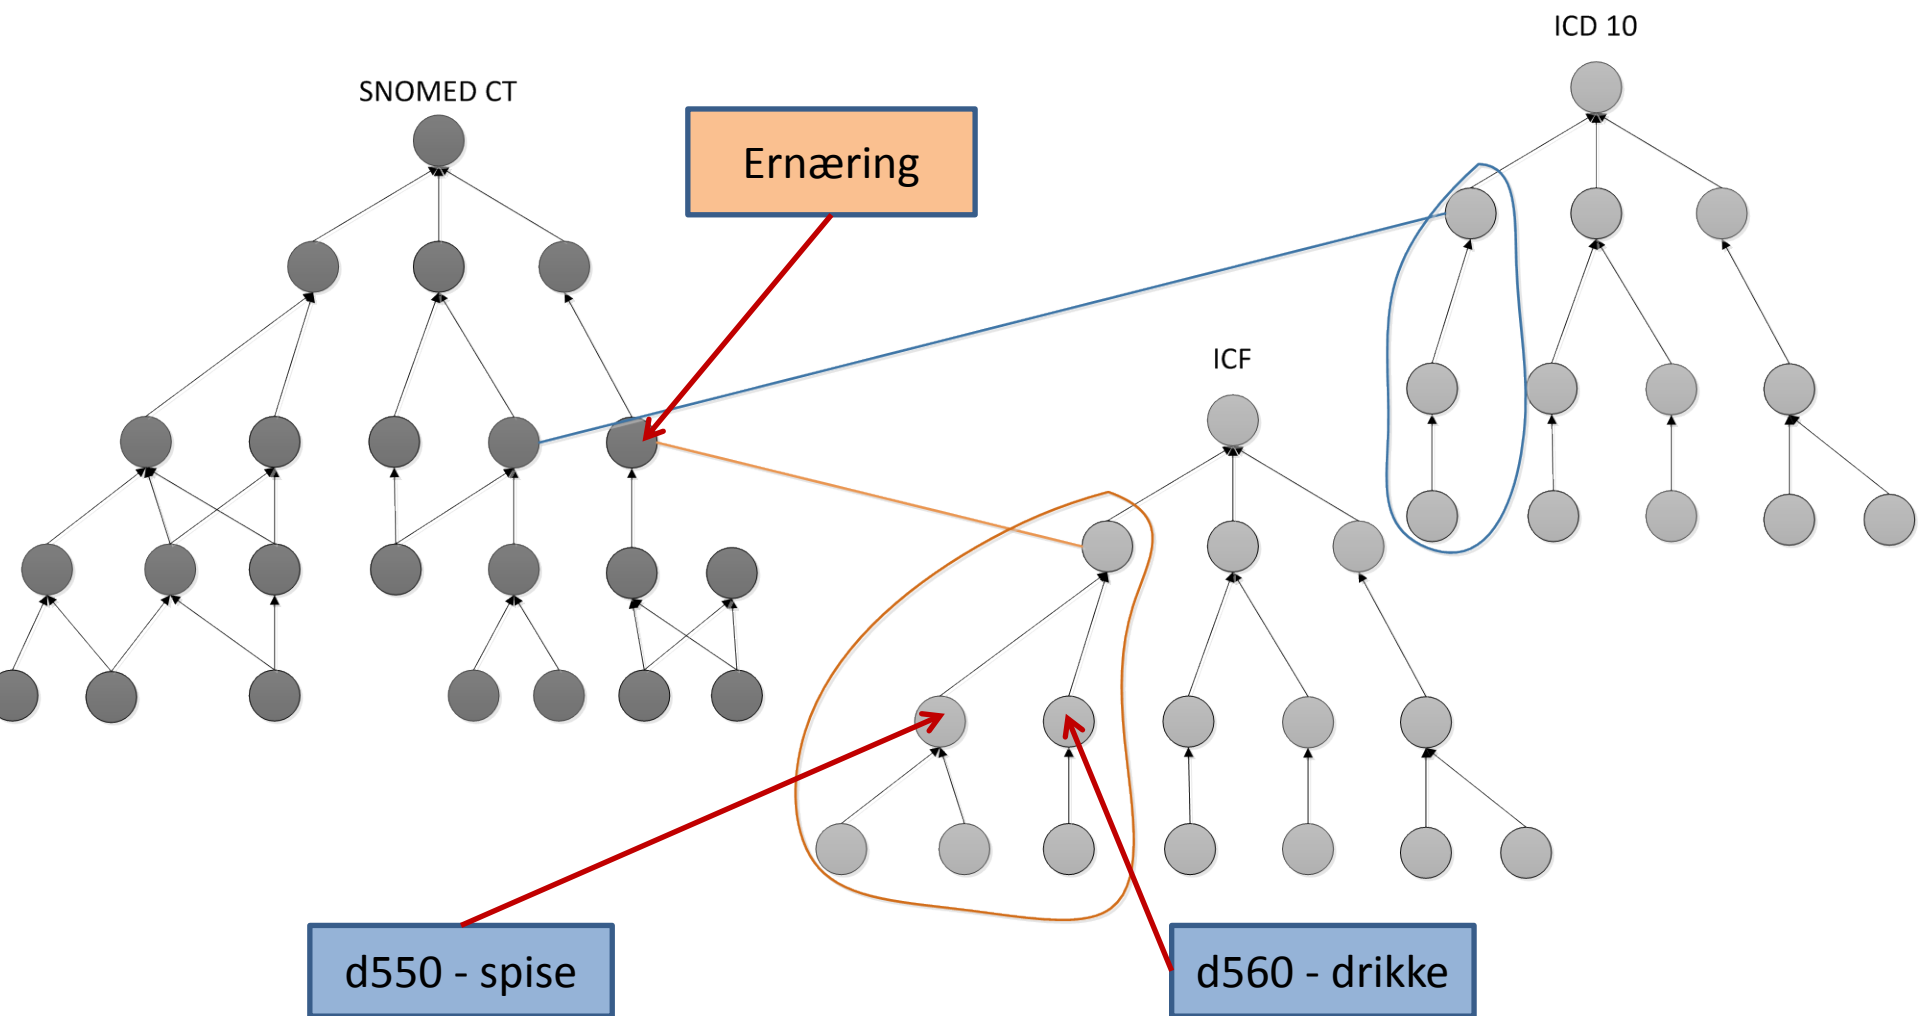 ICD 10
SNOMED CT
Ernæring
ICF
d550 - spise
d560 - drikke